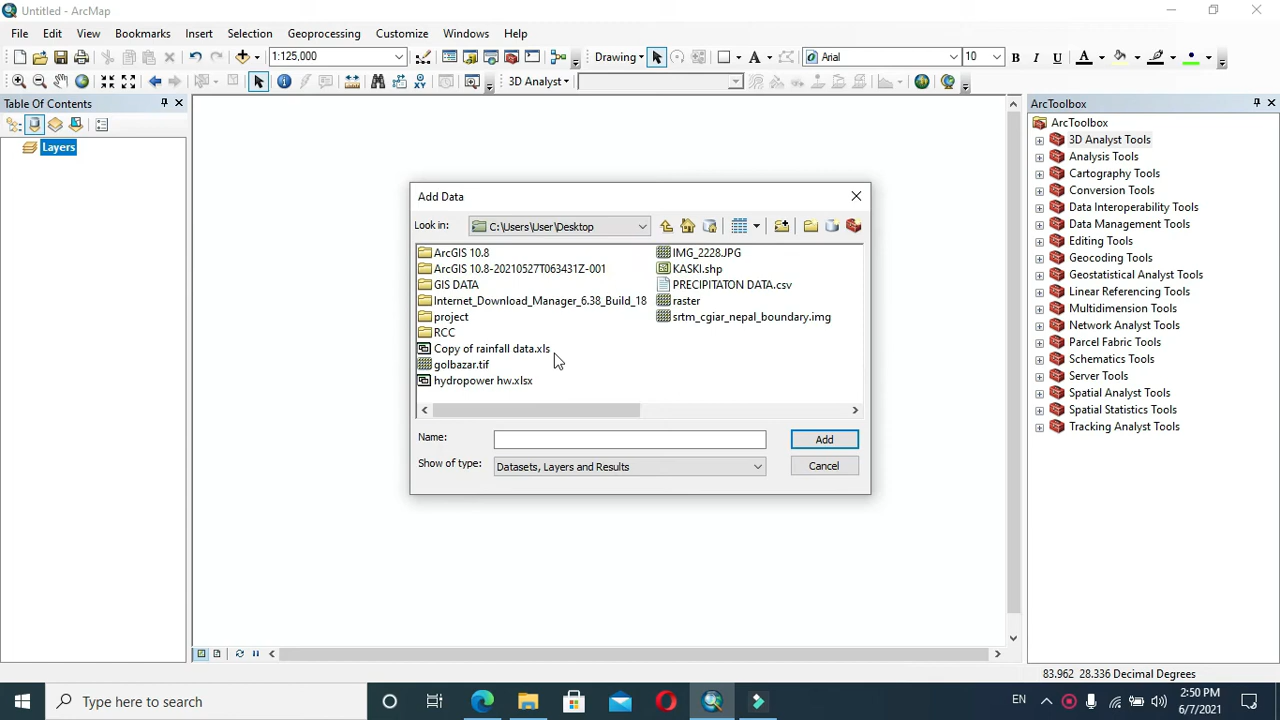 Untitled - ArcMap
File Edit View Bookmarks Insert Selection Geoprocessing Customize Windows Help
1:125,000 Drawing Arial 10 B I U A
3D Analyst
Table Of Contents
Layers
Add Data
Look in: C:\Users\User\Desktop
ArcGIS 10.8
ArcGIS 10.8-20210527T063431Z-001
GIS DATA
Internet_Download_Manager_6.38_Build_18
project
RCC
Copy of rainfall data.xls
golbazar.tif
hydropower hw.xlsx
IMG_2228.JPG
KASKI.shp
PRECIPITATON DATA.csv
raster
srtm_cgiar_nepal_boundary.img
Name:
Add
Show of type: Datasets, Layers and Results
Cancel
ArcToolbox
ArcToolbox
3D Analyst Tools
Analysis Tools
Cartography Tools
Conversion Tools
Data Interoperability Tools
Data Management Tools
Editing Tools
Geocoding Tools
Geostatistical Analyst Tools
Linear Referencing Tools
Multidimension Tools
Network Analyst Tools
Parcel Fabric Tools
Schematics Tools
Server Tools
Spatial Analyst Tools
Spatial Statistics Tools
Tracking Analyst Tools
83.962 28.336 Decimal Degrees
Type here to search
EN
2:50 PM
6/7/2021